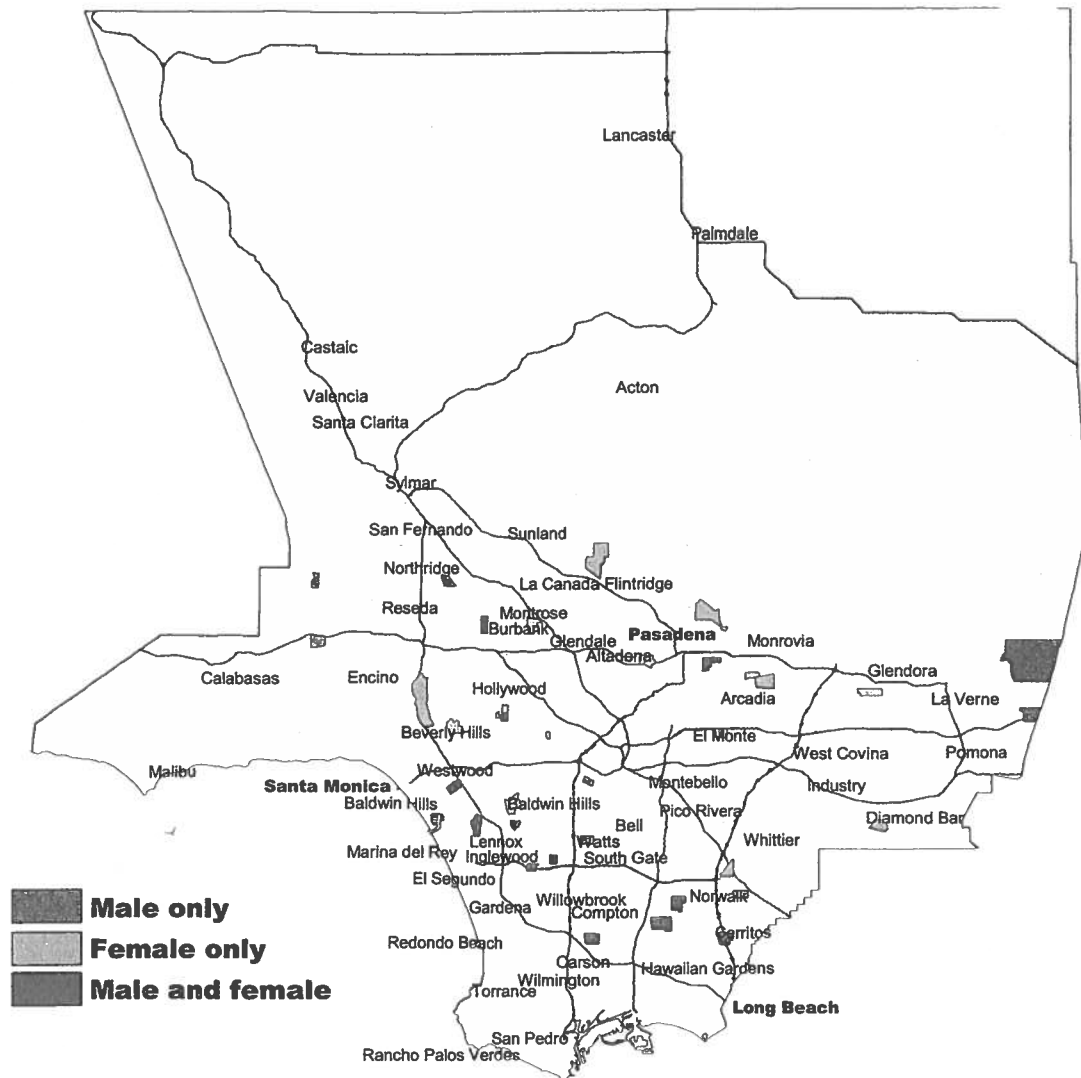 Lancaster
Palmdale
Castaic
Acton
Valencia
Santa Clarita
Sylmar
San Fernando
Sunland
Northridge
La Canada Flintridge
Reseda
Montrose
Burbank
Pasadena
Glendale
Monrovia
Altadena
Glendora
Calabasas
Encino
Hollywood
Arcadia
La Verne
Beverly Hills
El Monte
West Covina
Pomona
Malibu
Westwood
Santa Monica
Montebello
Industry
Baldwin Hills
Baldwin Hills
Pico Rivera
Diamond Bar
Bell
Lennox
Watts
Whittier
Marina del Rey
Inglewood
South Gate
El Segundo
Willowbrook
Norwalk
Gardena
Compton
Male only
Redondo Beach
Cerritos
Female only
Carson
Hawaiian Gardens
Wilmington
Male and female
Torrance
Long Beach
San Pedro
Rancho Palos Verdes